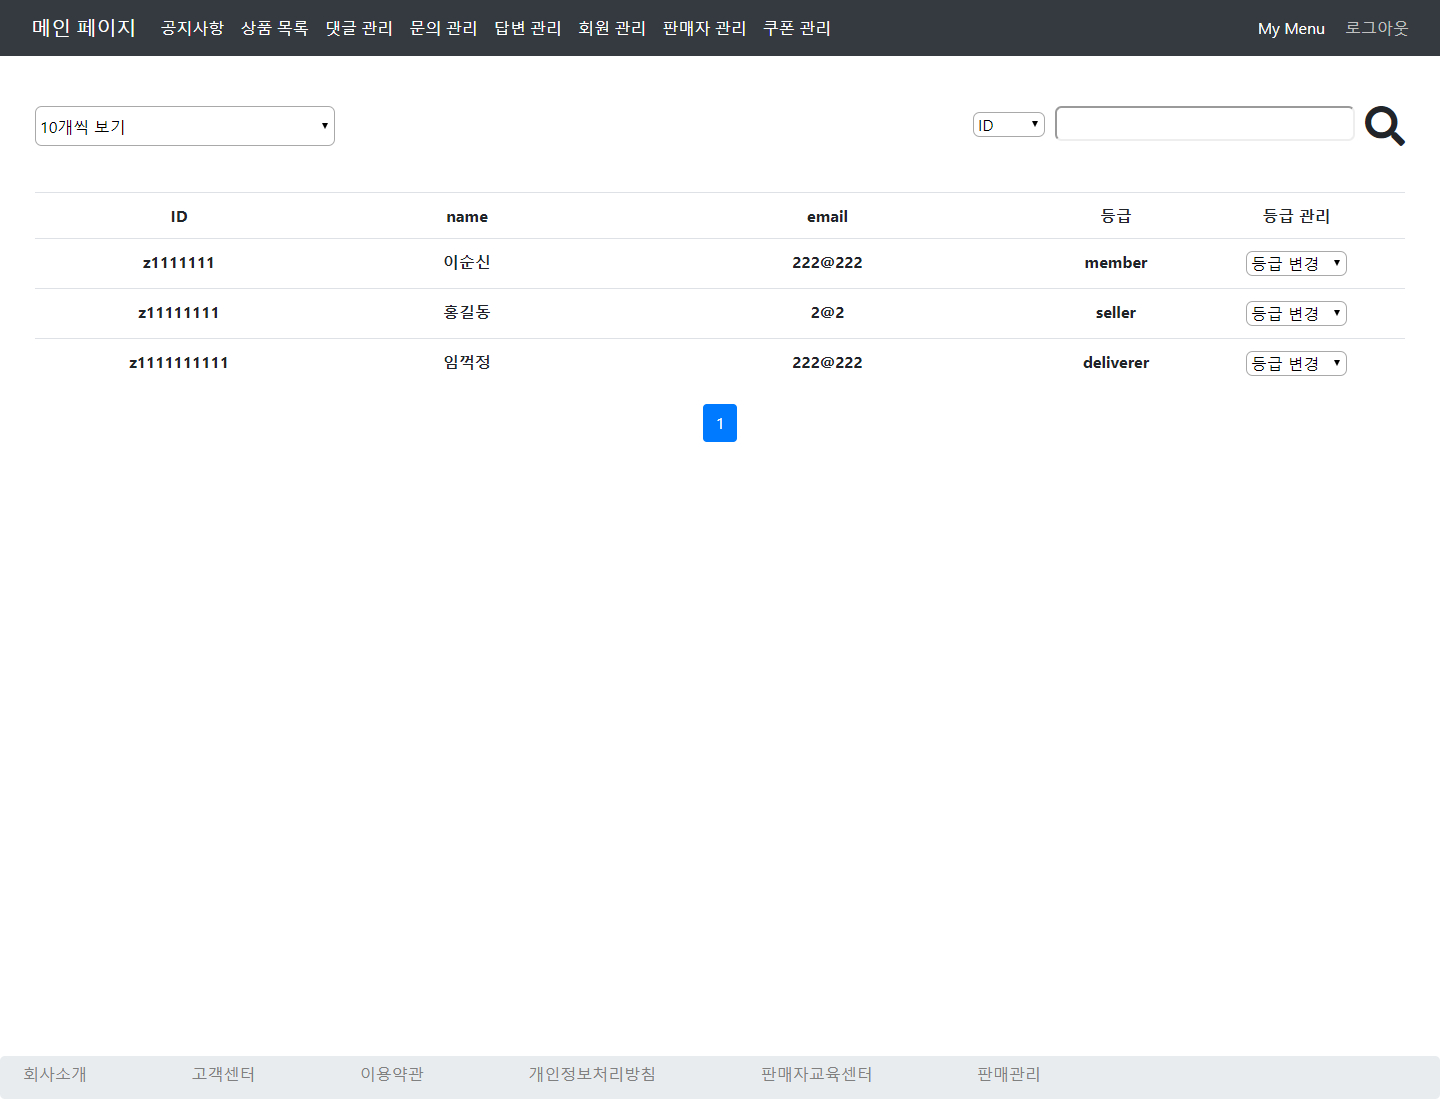 메인 페이지 공지사항 상품 목록 댓글 관리 문의 관리 답변 관리 회원 관리 판매자 관리 쿠폰 관리 My Menu 로그아웃
10개씩 보기 ID
ID name email 등급 등급 관리
z1111111 이순신 222@222 member 등급 변경
z11111111 홍길동 2@2 seller 등급 변경
z1111111111 임꺽정 222@222 deliverer 등급 변경
1
회사소개 고객센터 이용약관 개인정보처리방침 판매자교육센터 판매관리